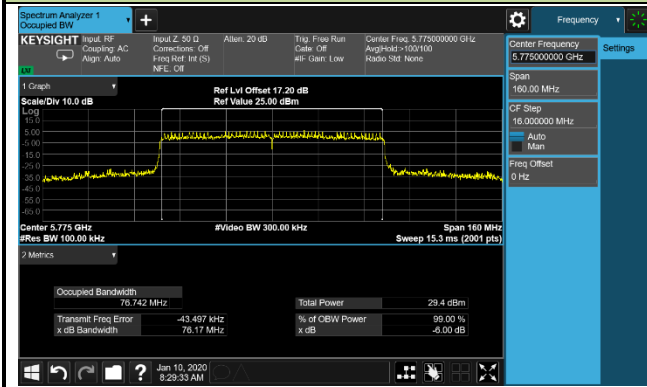 Spectrum Analyzer 1
Occupied BW
+
Frequency
KEYSIGHT
Input: RF
Coupling: AC
Align: Auto
Input Z: 50 Ω
Corrections: Off
Freq Ref: Int (S)
NFE: Off
Atten: 20 dB
Trig: Free Run
Gate: Off
#IF Gain: Low
Center Freq: 5.775000000 GHz
Avg|Hold:>100/100
Radio Std: None
LXI
1 Graph
Scale/Div 10.0 dB
Ref Lvl Offset 17.20 dB
Ref Value 25.00 dBm
Log
15.0
5.00
-5.00
-15.0
-25.0
-35.0
-45.0
-55.0
-65.0
Center 5.775 GHz
#Video BW 300.00 kHz
Span 160 MHz
#Res BW 100.00 kHz
Sweep 15.3 ms (2001 pts)
2 Metrics
Occupied Bandwidth
76.742 MHz
Total Power 29.4 dBm
Transmit Freq Error -43.497 kHz
% of OBW Power 99.00 %
x dB Bandwidth 76.17 MHz
x dB -6.00 dB
Center Frequency
5.775000000 GHz
Settings
Span
160.00 MHz
CF Step
16.000000 MHz
Auto
Man
Freq Offset
0 Hz
?
Jan 10, 2020
8:29:33 AM